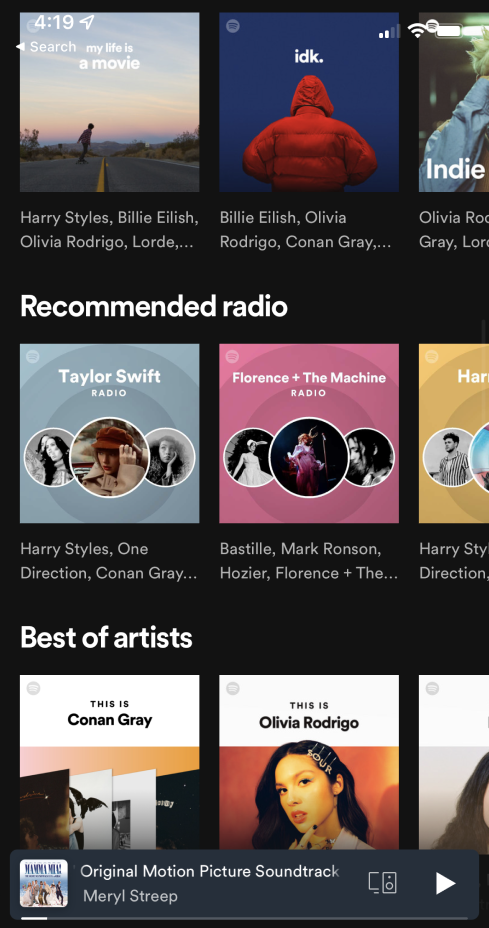 4:19
◀ Search
my life is
a movie
idk.
Indie
Harry Styles, Billie Eilish,
Olivia Rodrigo, Lorde,...
Billie Eilish, Olivia
Rodrigo, Conan Gray,...
Olivia Rod
Gray, Lord
Recommended radio
Taylor Swift
RADIO
Florence + The Machine
RADIO
Har
Harry Styles, One
Direction, Conan Gray...
Bastille, Mark Ronson,
Hozier, Florence + The...
Harry Styl
Direction,
Best of artists
THIS IS
Conan Gray
THIS IS
Olivia Rodrigo
SOUR
MAMMA MIA!
Original Motion Picture Soundtrack
Meryl Streep